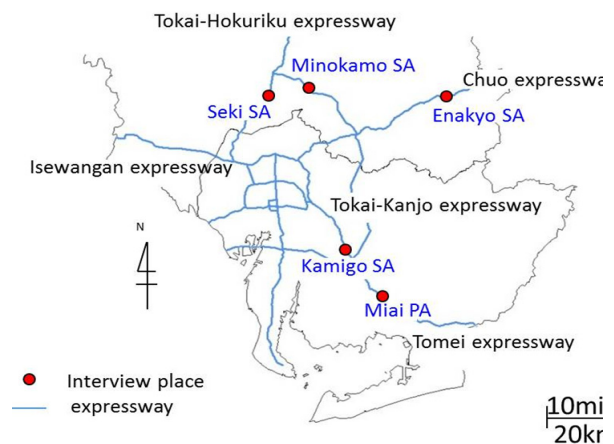 Tokai-Hokuriku expressway
Minokamo SA
Chuo expresswa
Seki SA
Enakyo SA
Isewangan expressway
Tokai-Kanjo expressway
N
Kamigo SA
Miai PA
Tomei expressway
Interview place
expressway
10mi
20km